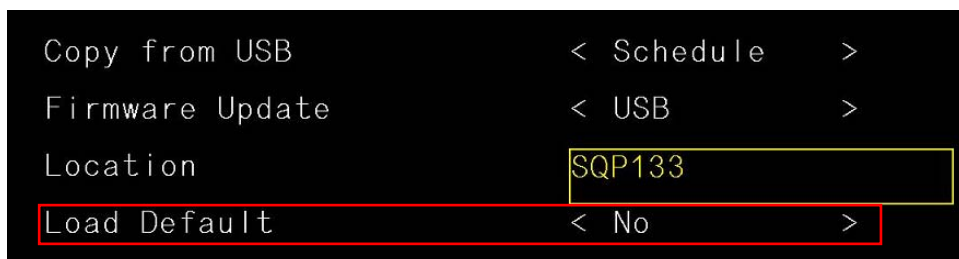 Copy from USB < Schedule >
Firmware Update < USB >
Location SQP133
Load Default < No >